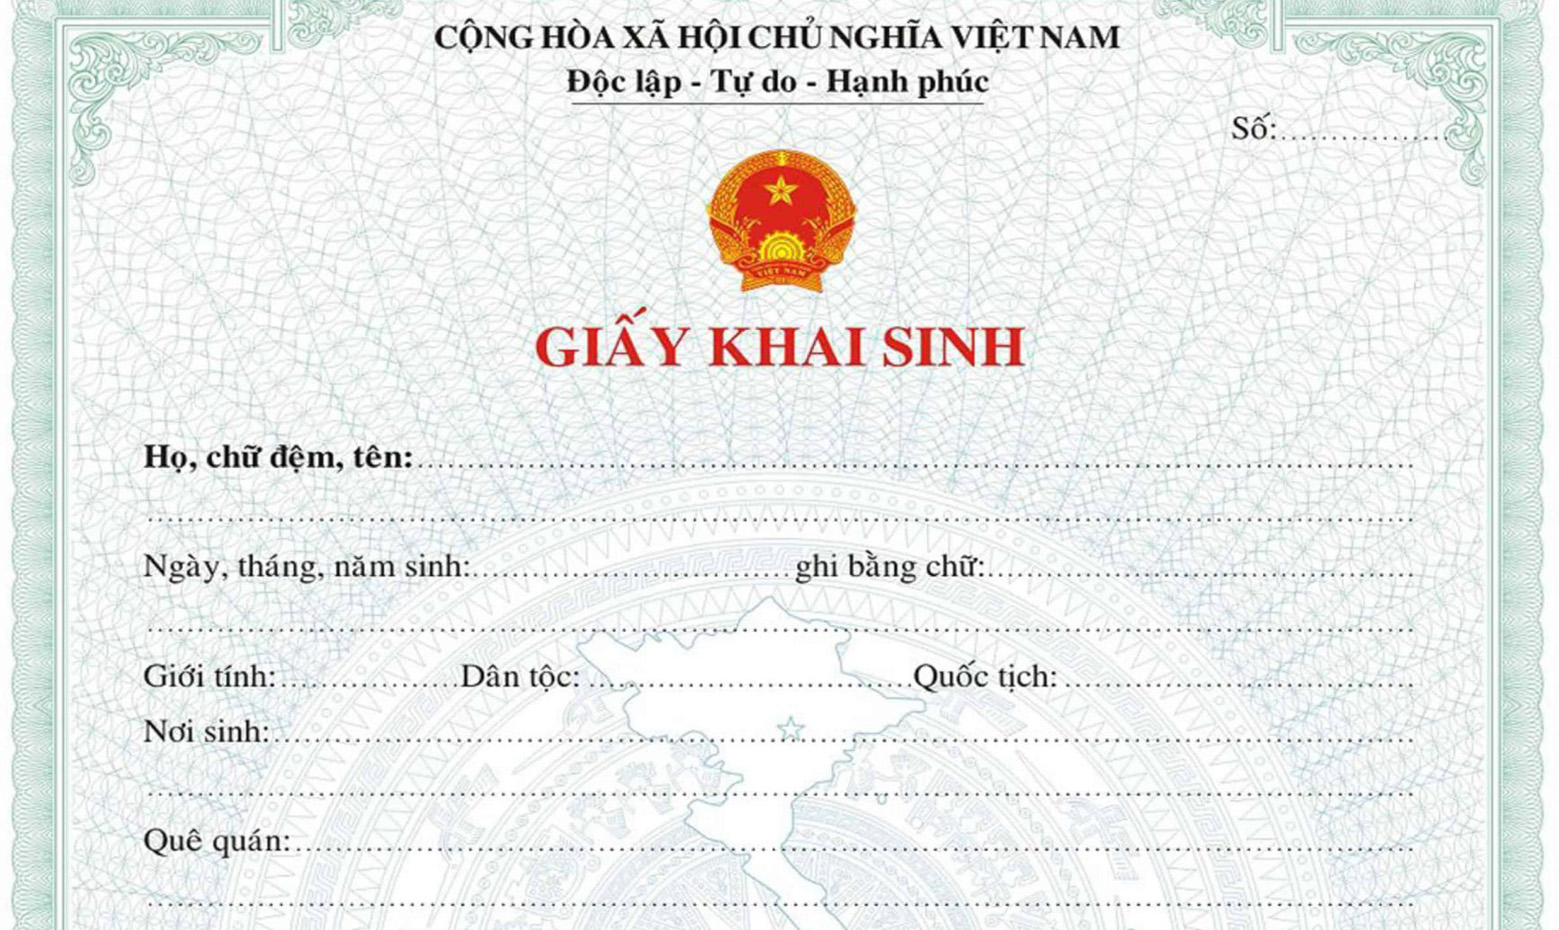 CỘNG HÒA XÃ HỘI CHỦ NGHĨA VIỆT NAM
Độc lập - Tự do - Hạnh phúc
Số:
VIỆT NAM
GIẤY KHAI SINH
Họ, chữ đệm, tên:
Ngày, tháng, năm sinh: ghi bằng chữ:
Giới tính: Dân tộc: Quốc tịch:
Nơi sinh:
Quê quán: